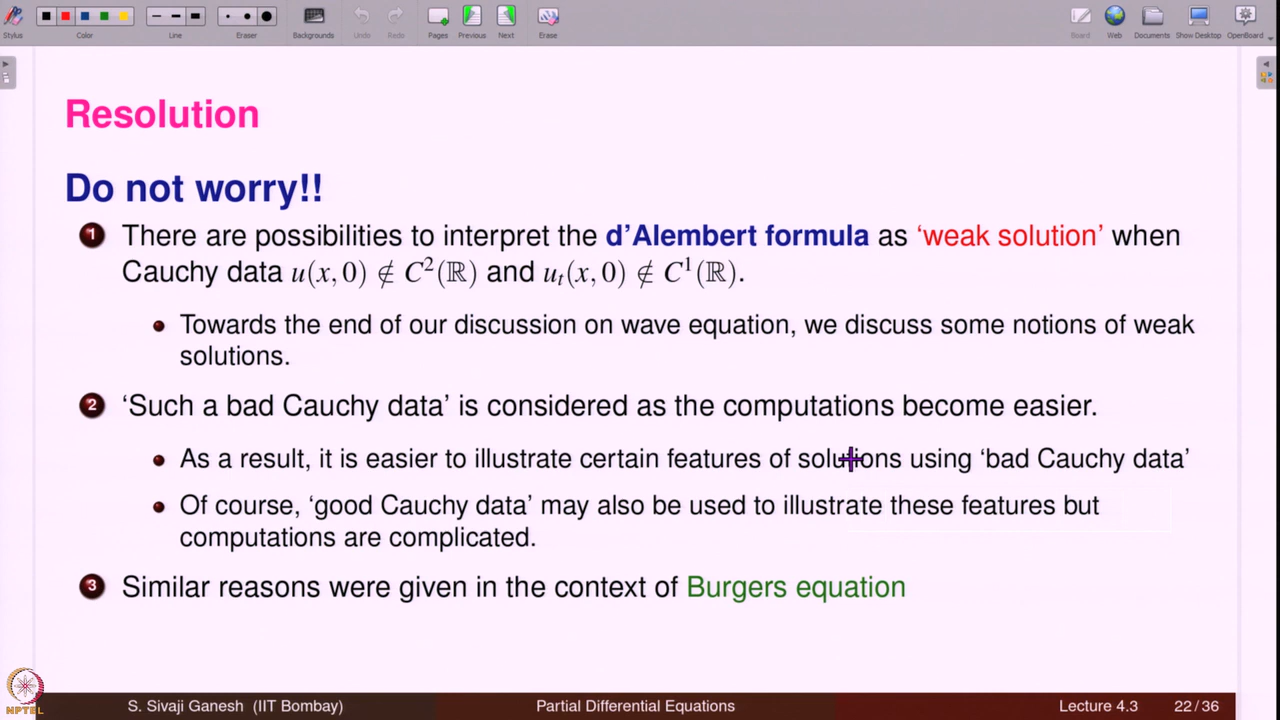 Stylus
Color
Line
Eraser
Backgrounds
Undo
Redo
Pages
Previous
Next
Erase
Board
Web
Documents
Show Desktop
OpenBoard
Resolution
Do not worry!!
1 There are possibilities to interpret the d'Alembert formula as 'weak solution' when
Cauchy data u(x, 0) ∉ C²(ℝ) and uₜ(x, 0) ∉ C¹(ℝ).
• Towards the end of our discussion on wave equation, we discuss some notions of weak
solutions.
2 'Such a bad Cauchy data' is considered as the computations become easier.
• As a result, it is easier to illustrate certain features of solutions using 'bad Cauchy data'
• Of course, 'good Cauchy data' may also be used to illustrate these features but
computations are complicated.
3 Similar reasons were given in the context of Burgers equation
NPTEL
S. Sivaji Ganesh (IIT Bombay)
Partial Differential Equations
Lecture 4.3
22 / 36